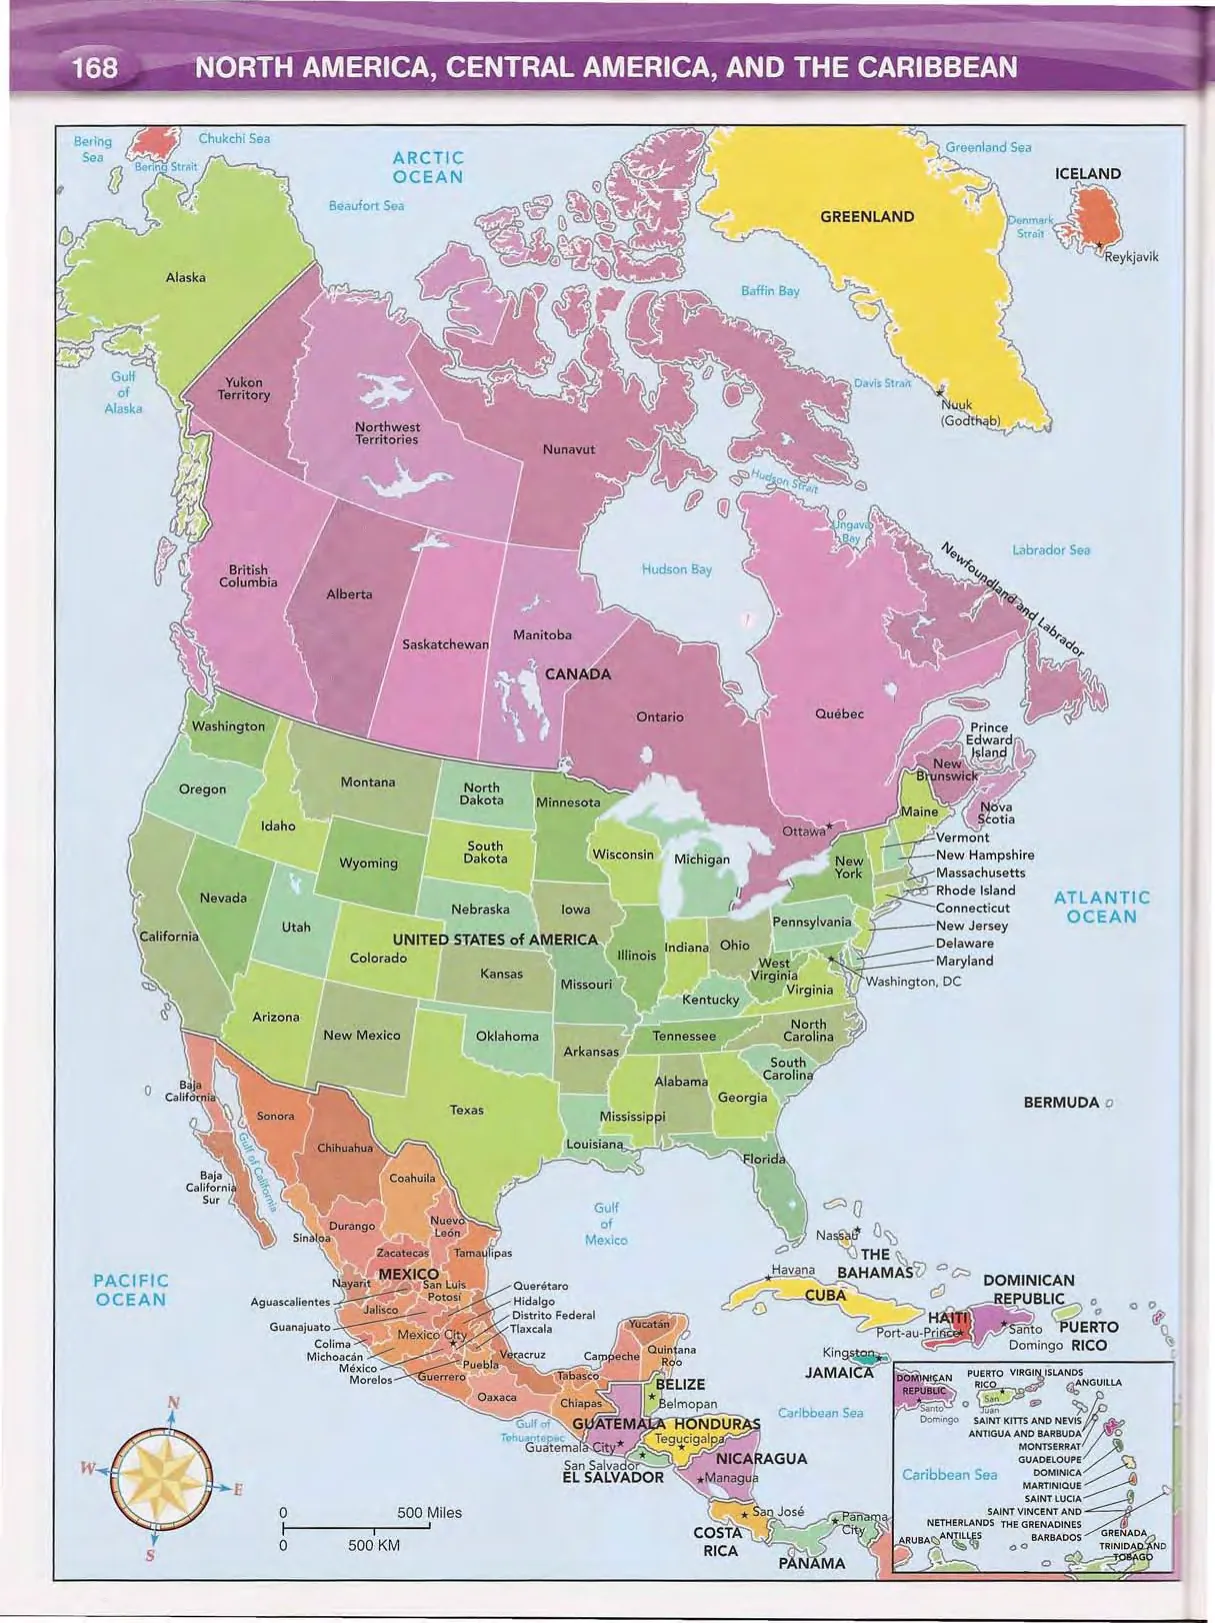 168
NORTH AMERICA, CENTRAL AMERICA, AND THE CARIBBEAN
Bering
Sea
Bering Strait
Chukchi Sea
ARCTIC
OCEAN
Beaufort Sea
Greenland Sea
ICELAND
GREENLAND
Denmark
Strait
Reykjavik
Alaska
Baffin Bay
Gulf
of
Alaska
Yukon
Territory
Davis Strait
Nuuk
(Godthab)
Northwest
Territories
Nunavut
Hudson Strait
Ungava
Bay
Labrador Sea
Newfoundland and Labrador
Hudson Bay
British
Columbia
Alberta
Saskatchewan
Manitoba
CANADA
Ontario
Québec
Prince
Edward
Island
New
Brunswick
Nova
Scotia
Washington
Oregon
Montana
North
Dakota
Minnesota
Idaho
Ottawa
Maine
Vermont
New Hampshire
Massachusetts
Rhode Island
Connecticut
New Jersey
Delaware
Maryland
Washington, DC
ATLANTIC
OCEAN
Wyoming
South
Dakota
Wisconsin
Michigan
New
York
Nevada
Utah
Nebraska
Iowa
Pennsylvania
California
UNITED STATES of AMERICA
Colorado
Illinois
Indiana
Ohio
Kansas
Missouri
West
Virginia
Virginia
Kentucky
Arizona
New Mexico
Oklahoma
Arkansas
Tennessee
North
Carolina
South
Carolina
Alabama
Georgia
Texas
Mississippi
Louisiana
Florida
BERMUDA
Baja
California
Sonora
Chihuahua
Gulf of California
Baja
California
Sur
Coahuila
Durango
Nuevo
León
Sinaloa
Zacatecas
Tamaulipas
Gulf
of
Mexico
Nassau
THE
BAHAMAS
Havana
CUBA
DOMINICAN
REPUBLIC
HAITI
Port-au-Prince
Santo
Domingo
PUERTO
RICO
Kingston
JAMAICA
PACIFIC
OCEAN
Nayarit
MEXICO
San Luis
Potosí
Querétaro
Hidalgo
Distrito Federal
Tlaxcala
Aguascalientes
Jalisco
Guanajuato
Mexico City
Colima
Michoacán
México
Morelos
Puebla
Veracruz
Guerrero
Yucatán
Campeche
Quintana
Roo
Tabasco
Oaxaca
Chiapas
BELIZE
Belmopan
Gulf of
Tehuantepec
GUATEMALA
HONDURAS
Tegucigalpa
Guatemala City
San Salvador
EL SALVADOR
NICARAGUA
Managua
Caribbean Sea
COSTA
RICA
San José
Panama
City
PANAMA
DOMINICAN
REPUBLIC
Santo
Domingo
PUERTO
RICO
San
Juan
VIRGIN ISLANDS
ANGUILLA
SAINT KITTS AND NEVIS
ANTIGUA AND BARBUDA
MONTSERRAT
GUADELOUPE
DOMINICA
MARTINIQUE
SAINT LUCIA
SAINT VINCENT AND
THE GRENADINES
BARBADOS
Caribbean Sea
NETHERLANDS
ANTILLES
ARUBA
GRENADA
TRINIDAD AND
TOBAGO
N
W
E
S
0 500 Miles
0 500 KM